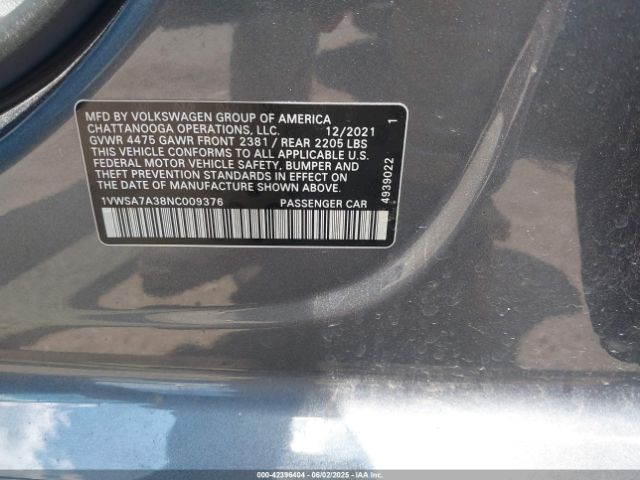 MFD BY VOLKSWAGEN GROUP OF AMERICA
CHATTANOOGA OPERATIONS, LLC. 12/2021
GVWR 4475 GAWR FRONT 2381 / REAR 2205 LBS
THIS VEHICLE CONFORMS TO ALL APPLICABLE U.S.
FEDERAL MOTOR VEHICLE SAFETY, BUMPER AND
THEFT PREVENTION STANDARDS IN EFFECT ON
THE DATE OF MANUFACTURE SHOWN ABOVE.
1VWSA7A38NC009376 PASSENGER CAR
4939022 1
000-42396404 - 06/02/2025 - IAAI.COM